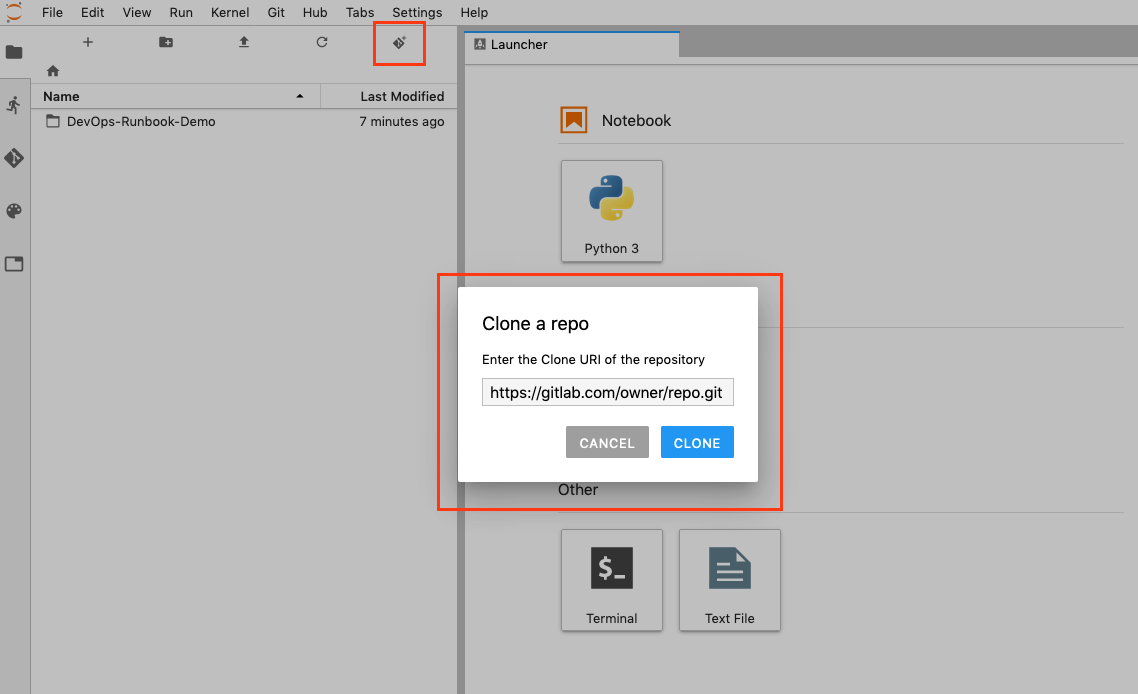 File Edit View Run Kernel Git Hub Tabs Settings Help
Launcher
Name Last Modified
DevOps-Runbook-Demo 7 minutes ago
Notebook
Python 3
Clone a repo
Enter the Clone URI of the repository
https://gitlab.com/owner/repo.git
CANCEL CLONE
Other
$_
Terminal Text File